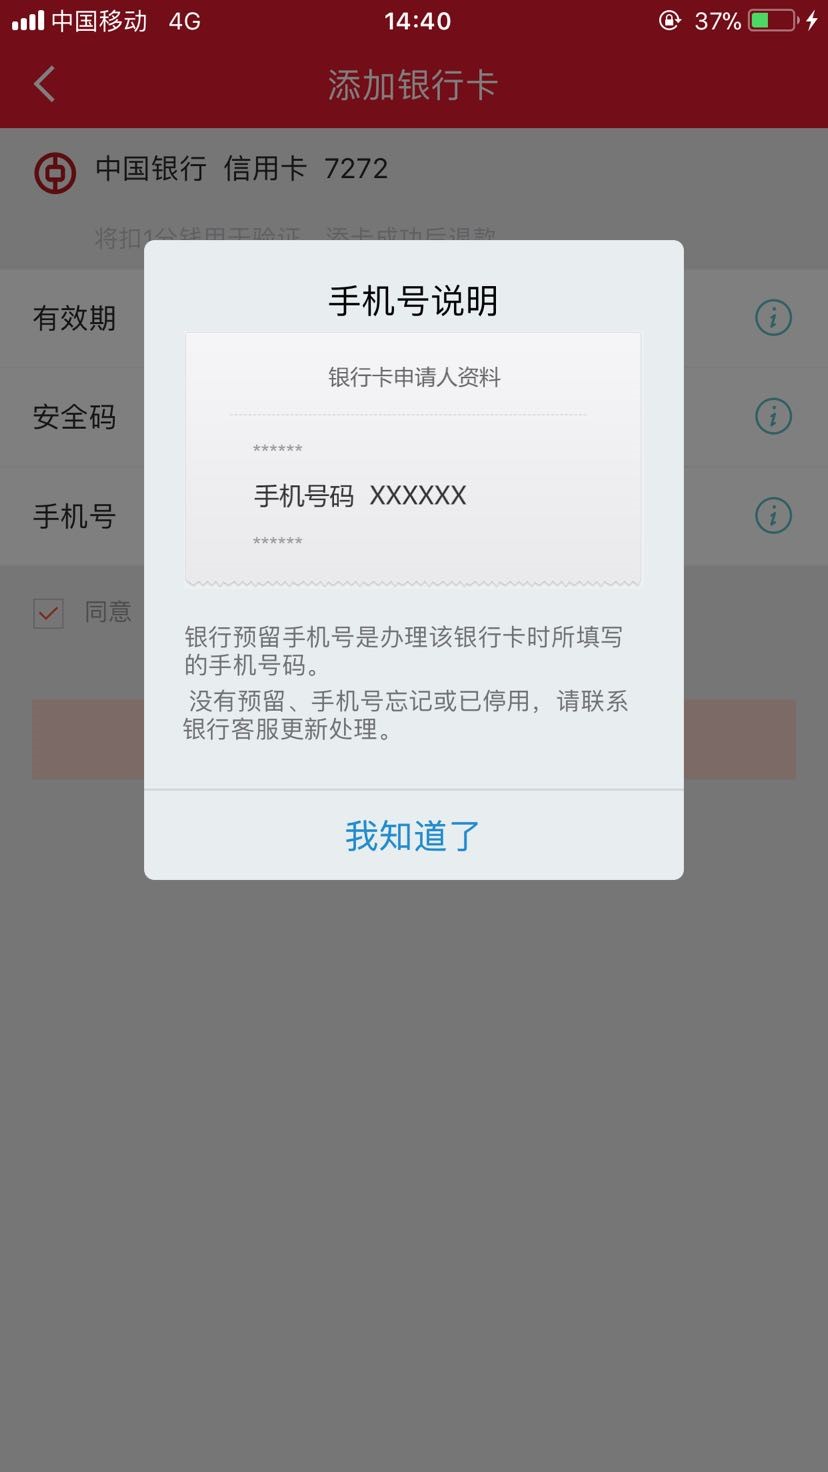 中国移动 4G 14:40 37%
添加银行卡
中国银行 信用卡 7272
将扣1分钱用于验证，添卡成功后退款
手机号说明
有效期
银行卡申请人资料
安全码
******
手机号码 XXXXXX
手机号
******
同意
银行预留手机号是办理该银行卡时所填写
的手机号码。
没有预留、手机号忘记或已停用，请联系
银行客服更新处理。
我知道了